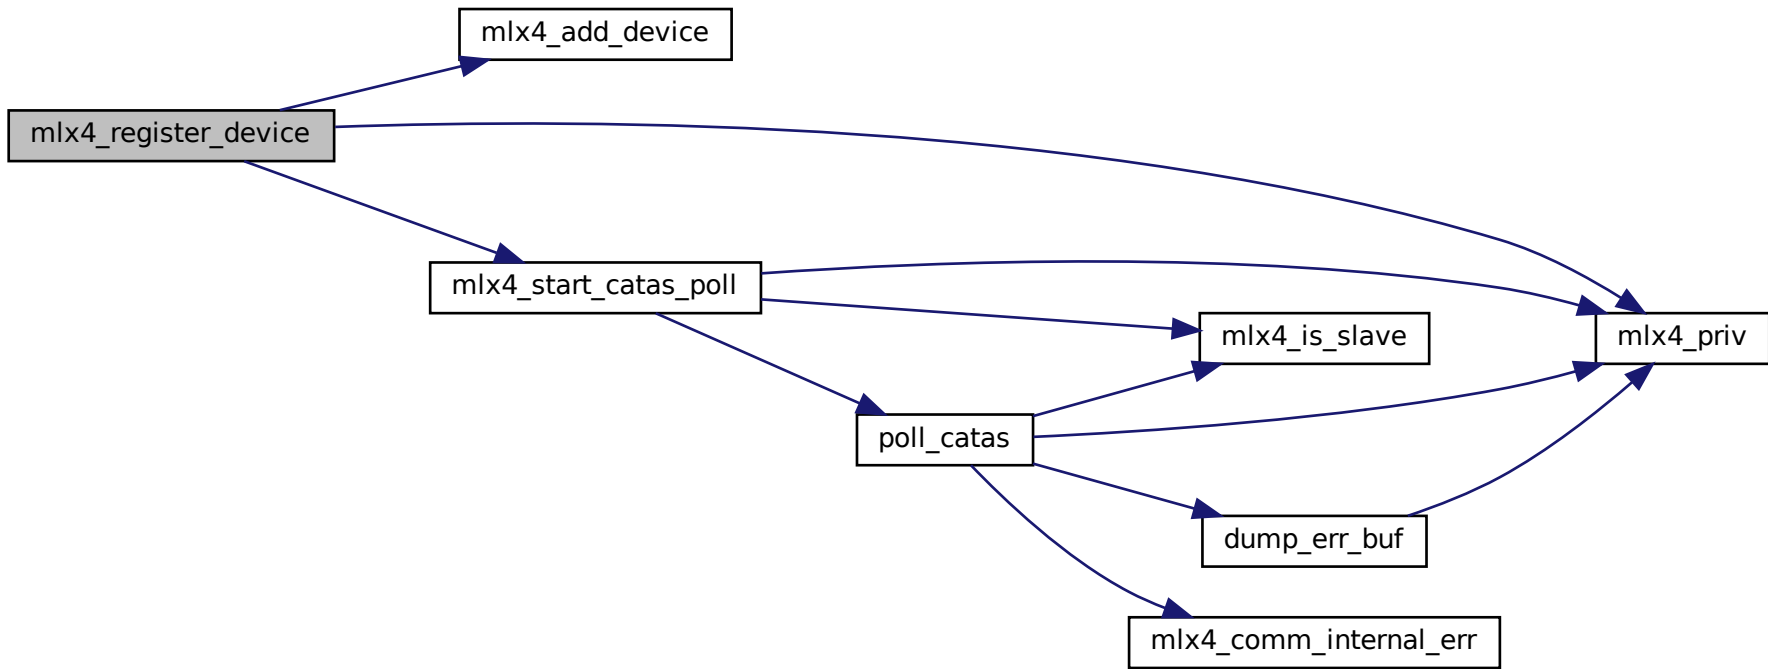 mlx4_add_device
mlx4_register_device
mlx4_start_catas_poll
mlx4_is_slave
mlx4_priv
poll_catas
dump_err_buf
mlx4_comm_internal_err